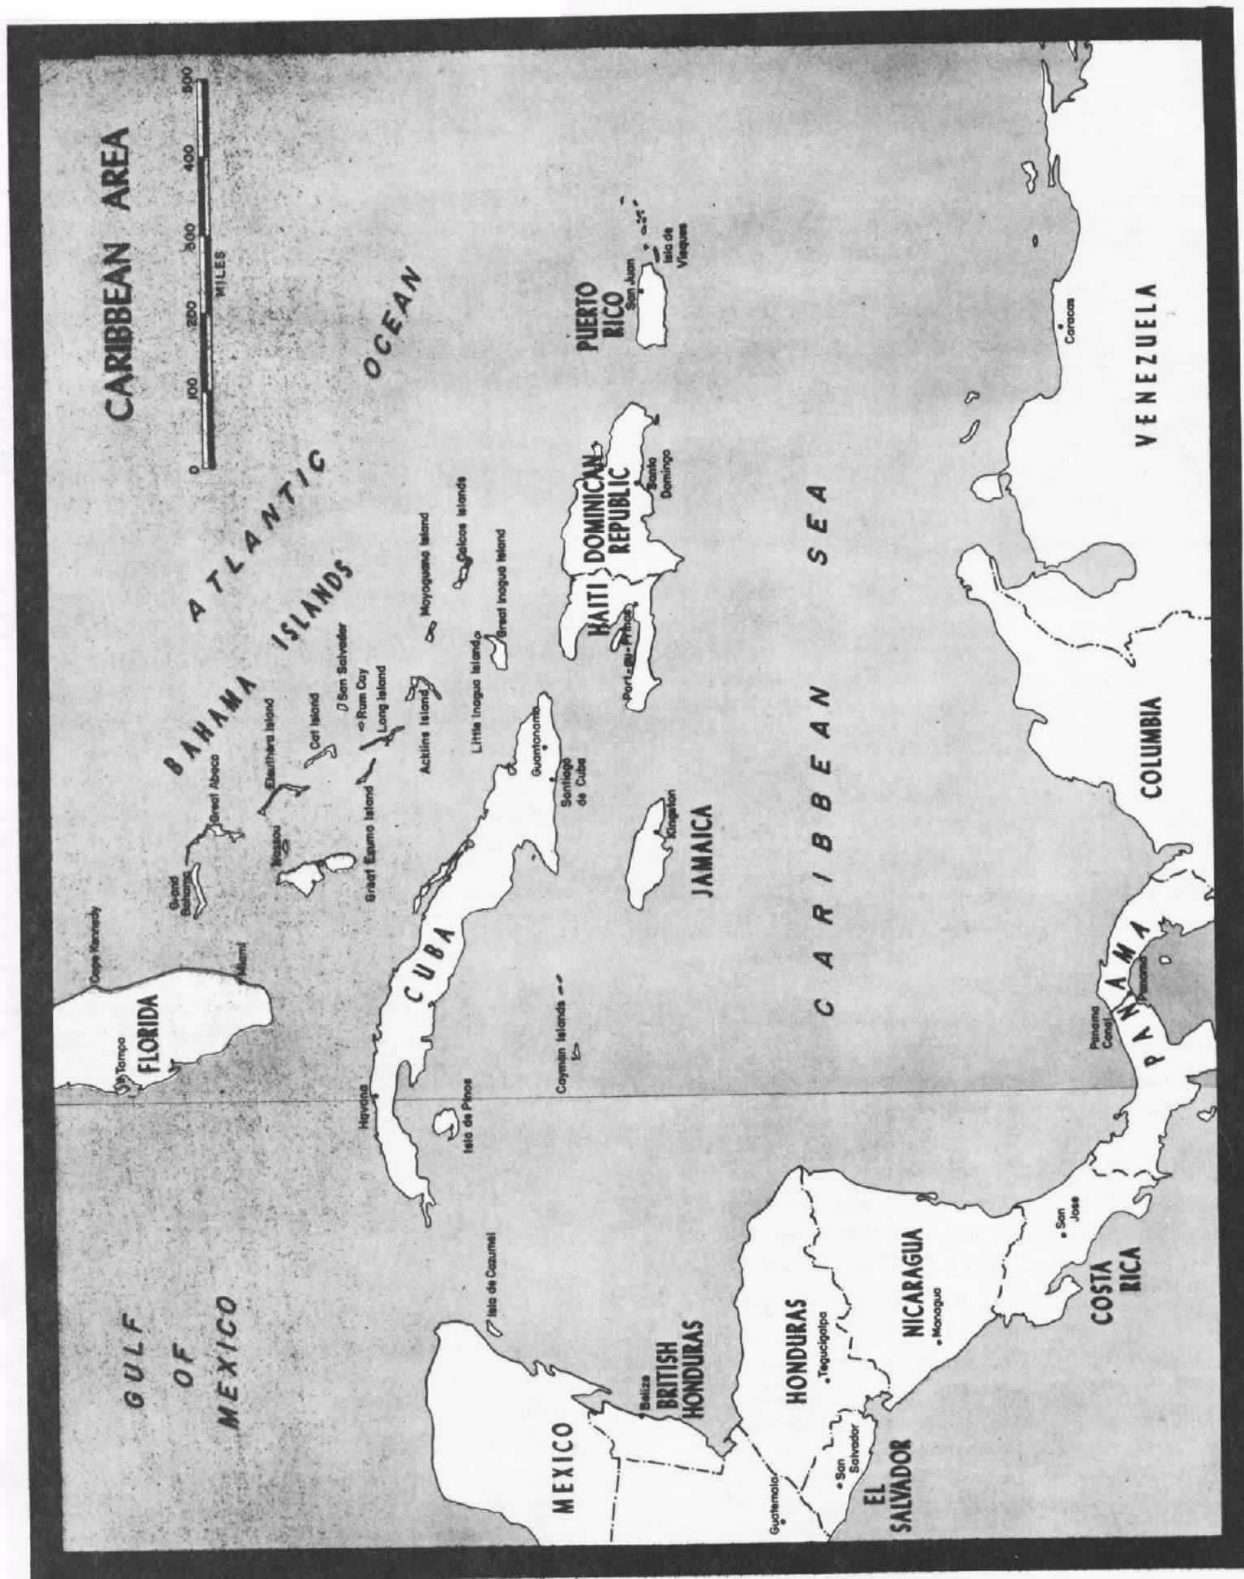 CARIBBEAN AREA
0 100 200 300 400 500
MILES
GULF
OF
MEXICO
ATLANTIC
OCEAN
BAHAMA ISLANDS
CARIBBEAN SEA
FLORIDA
Tampa
Cape Kennedy
Miami
Grand
Bahama
Great Abaco
Nassau
Eleuthera Island
Cat Island
San Salvador
Rum Cay
Long Island
Great Exuma Island
Acklins Island
Mayaguana Island
Caicos Islands
Little Inagua Island
Great Inagua Island
CUBA
Havana
Isla de Pinos
Guantanamo
Santiago
de Cuba
Cayman Islands
JAMAICA
Kingston
HAITI
Port-au-Prince
DOMINICAN
REPUBLIC
Santo
Domingo
PUERTO
RICO
San Juan
Isla de
Vieques
MEXICO
Isla de Cozumel
BRITISH
HONDURAS
Belize
Guatemala
HONDURAS
Tegucigalpa
EL
SALVADOR
San
Salvador
NICARAGUA
Managua
COSTA
RICA
San
Jose
PANAMA
Panama
Canal
Panama
COLUMBIA
VENEZUELA
Caracas